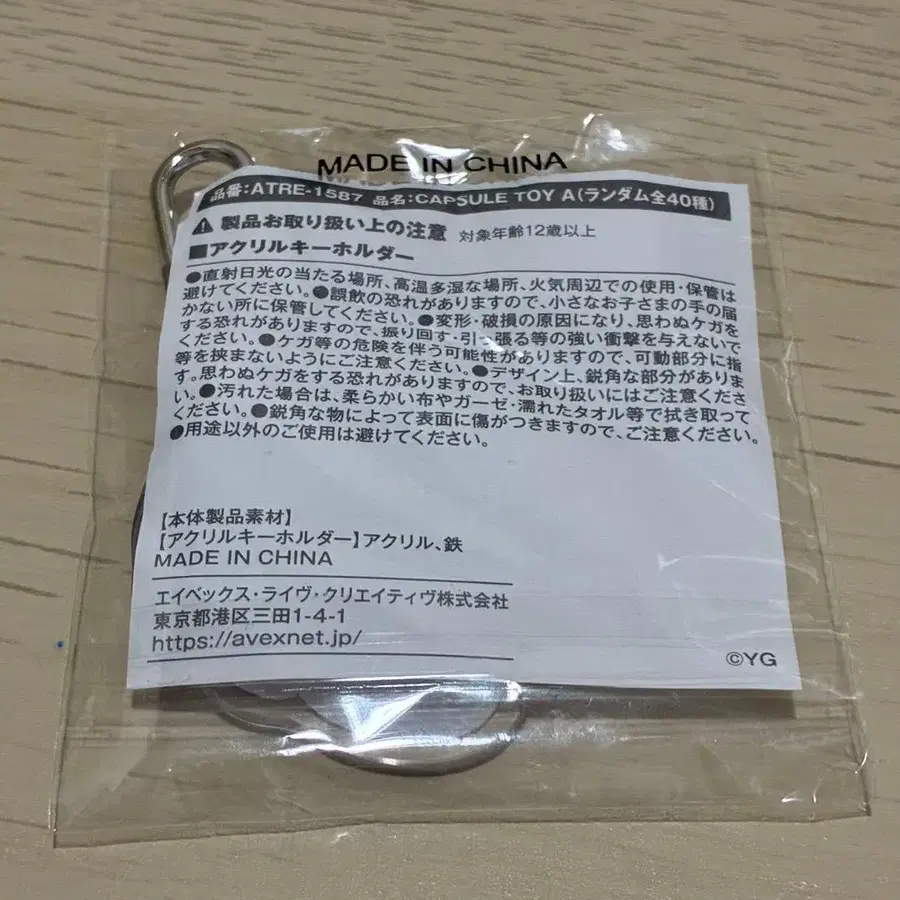 MADE IN CHINA
品番:ATRE-1587 品名:CAPSULE TOY A(ランダム全40種)
製品お取り扱い上の注意 対象年齢12歳以上
■アクリルキーホルダー
●直射日光の当たる場所、高温多湿な場所、火気周辺での使用・保管は
避けてください。●誤飲の恐れがありますので、小さなお子さまの手の届
かない所に保管してください。●変形・破損の原因になり、思わぬケガを
する恐れがありますので、振り回す・引っ張る等の強い衝撃を与えないで
ください。●ケガ等の危険を伴う可能性がありますので、可動部分に指
等を挟まないようにご注意ください。●デザイン上、鋭角な部分がありま
す。思わぬケガをする恐れがありますので、お取り扱いにはご注意くださ
い。●汚れた場合は、柔らかい布やガーゼ・濡れたタオル等で拭き取って
ください。●鋭角な物によって表面に傷がつきますので、ご注意ください。
●用途以外のご使用は避けてください。
【本体製品素材】
【アクリルキーホルダー】アクリル、鉄
MADE IN CHINA
エイベックス・ライヴ・クリエイティヴ株式会社
東京都港区三田1-4-1
https://avexnet.jp/
©YG